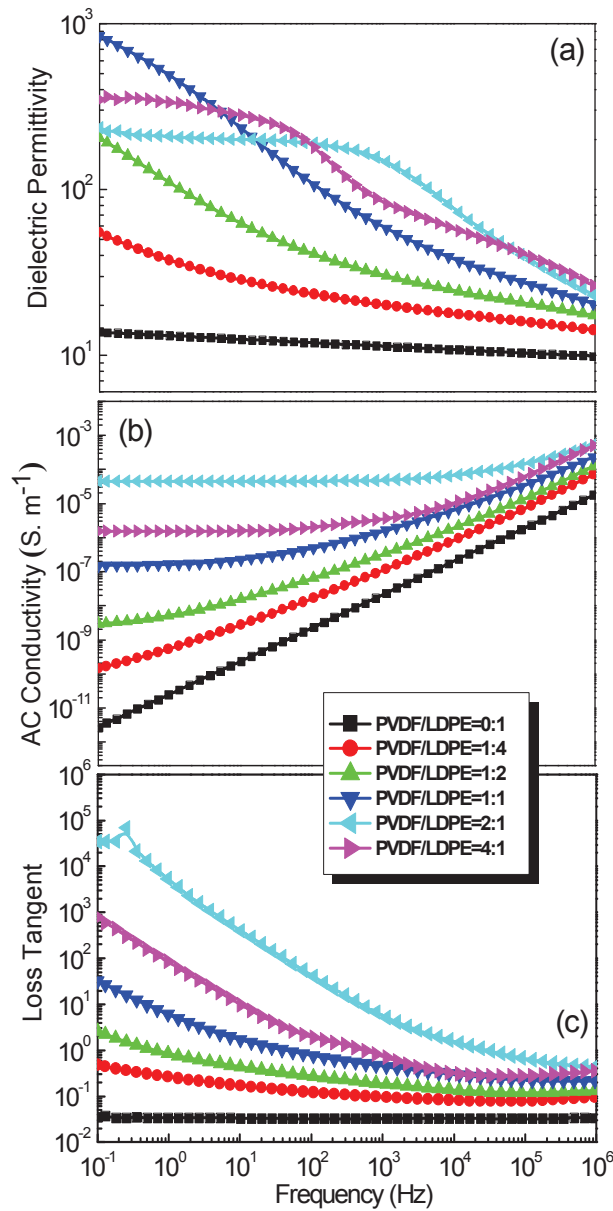 10^3
(a)
10^2
10^1
Dielectric Permittivity
(b)
10^-3
10^-5
10^-7
10^-9
10^-11
AC Conductivity (S. m^-1)
PVDF/LDPE=0:1
PVDF/LDPE=1:4
PVDF/LDPE=1:2
PVDF/LDPE=1:1
PVDF/LDPE=2:1
PVDF/LDPE=4:1
10^6
10^5
10^4
10^3
10^2
10^1
10^0
10^-1
10^-2
Loss Tangent
(c)
10^-1 10^0 10^1 10^2 10^3 10^4 10^5 10^6
Frequency (Hz)